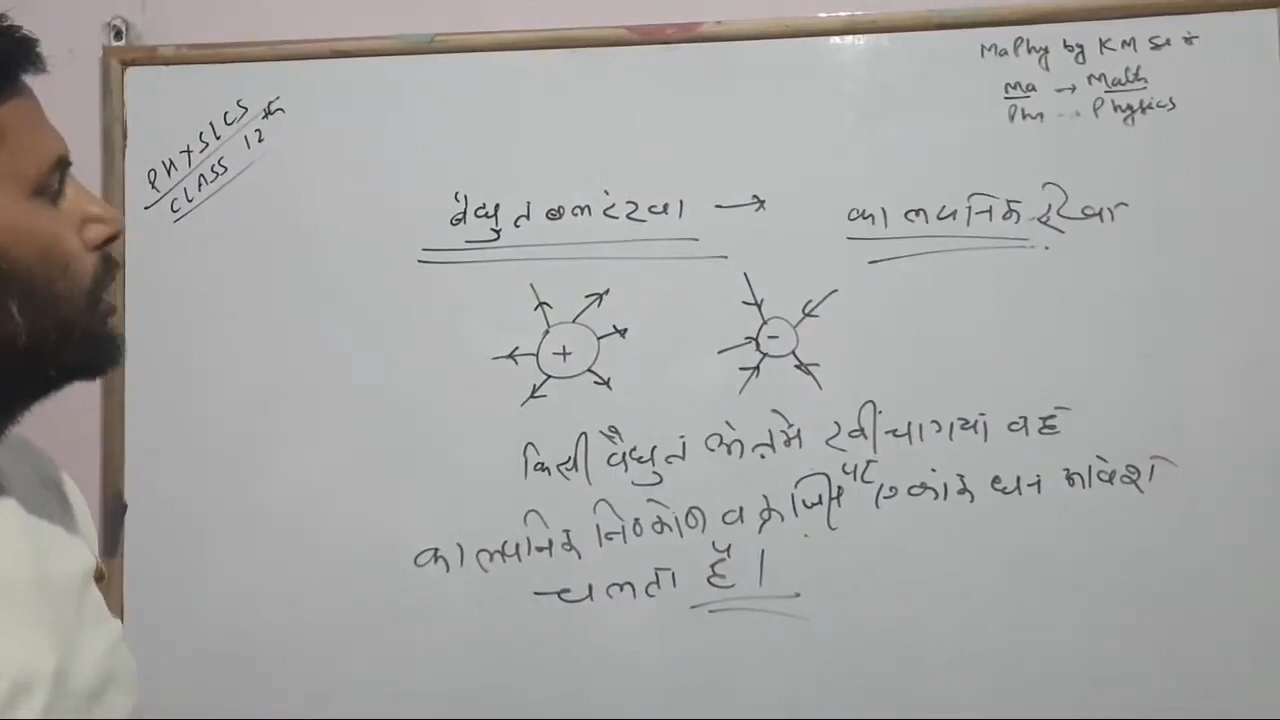 PHYSICS
CLASS 12th
MaPhy by KM Sir
Ma → Math
Phy → Physics
वैद्युत बल रेखा → काल्पनिक रेखा
+ -
किसी वैद्युत क्षेत्र में खींचा गया वह
काल्पनिक निष्कोण वक्र जिस पर एकांक धन आवेश
चलता है।